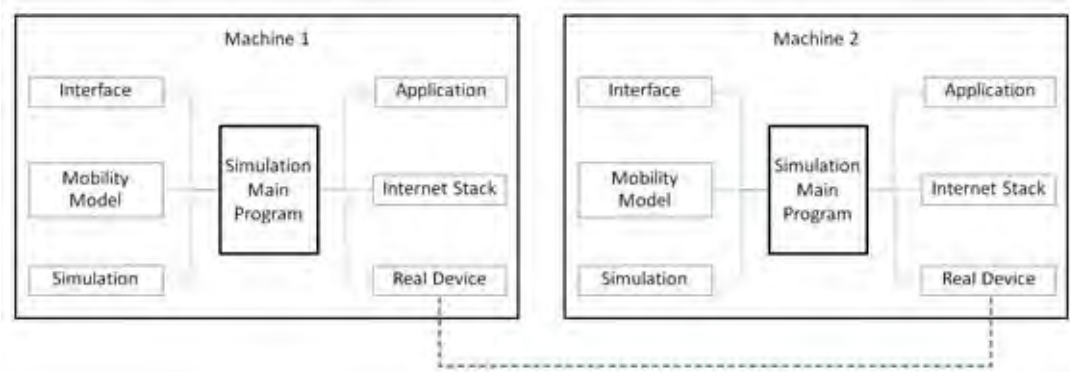 Machine 1
Interface
Application
Mobility
Model
Simulation
Main
Program
Internet Stack
Simulation
Real Device
Machine 2
Interface
Application
Mobility
Model
Simulation
Main
Program
Internet Stack
Simulation
Real Device